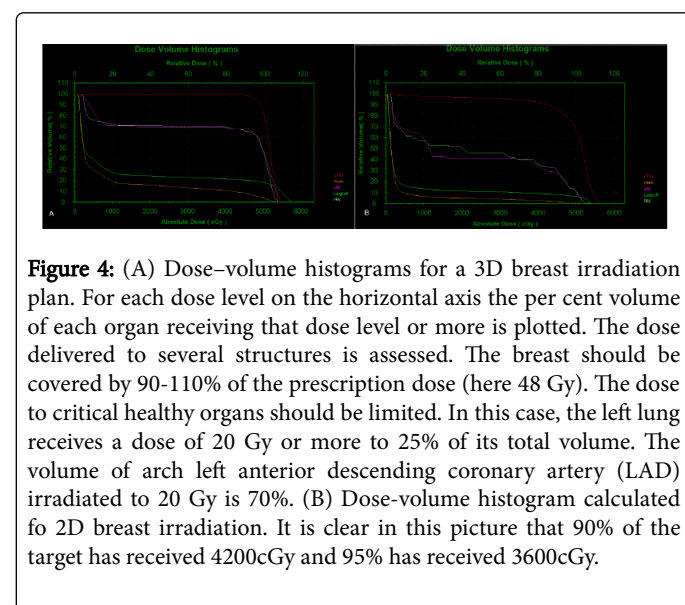 Dose Volume Histograms
Relative Dose ( % )
0 20 40 60 80 100
110
100
90
80
70
60
50
40
30
20
10
0
Relative Volume( % )
0 1000 2000 3000 4000 5000 6000
Absolute Dose ( cGy )
A
Heart
LAD
Dose Volume Histograms
Relative Dose ( % )
0 20 40 60 80 100
110
100
90
80
70
60
50
40
30
20
10
0
Relative Volume( % )
0 1000 2000 3000 4000 5000 6000
Absolute Dose ( cGy )
B
Heart
LAD
Figure 4: (A) Dose–volume histograms for a 3D breast irradiation
plan. For each dose level on the horizontal axis the per cent volume
of each organ receiving that dose level or more is plotted. The dose
delivered to several structures is assessed. The breast should be
covered by 90-110% of the prescription dose (here 48 Gy). The dose
to critical healthy organs should be limited. In this case, the left lung
receives a dose of 20 Gy or more to 25% of its total volume. The
volume of arch left anterior descending coronary artery (LAD)
irradiated to 20 Gy is 70%. (B) Dose-volume histogram calculated
fo 2D breast irradiation. It is clear in this picture that 90% of the
target has received 4200cGy and 95% has received 3600cGy.